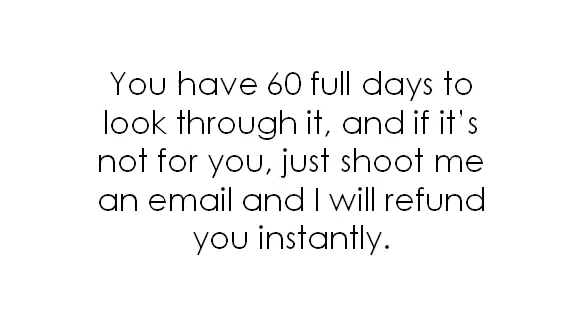 You have 60 full days to
look through it, and if it's
not for you, just shoot me
an email and I will refund
you instantly.